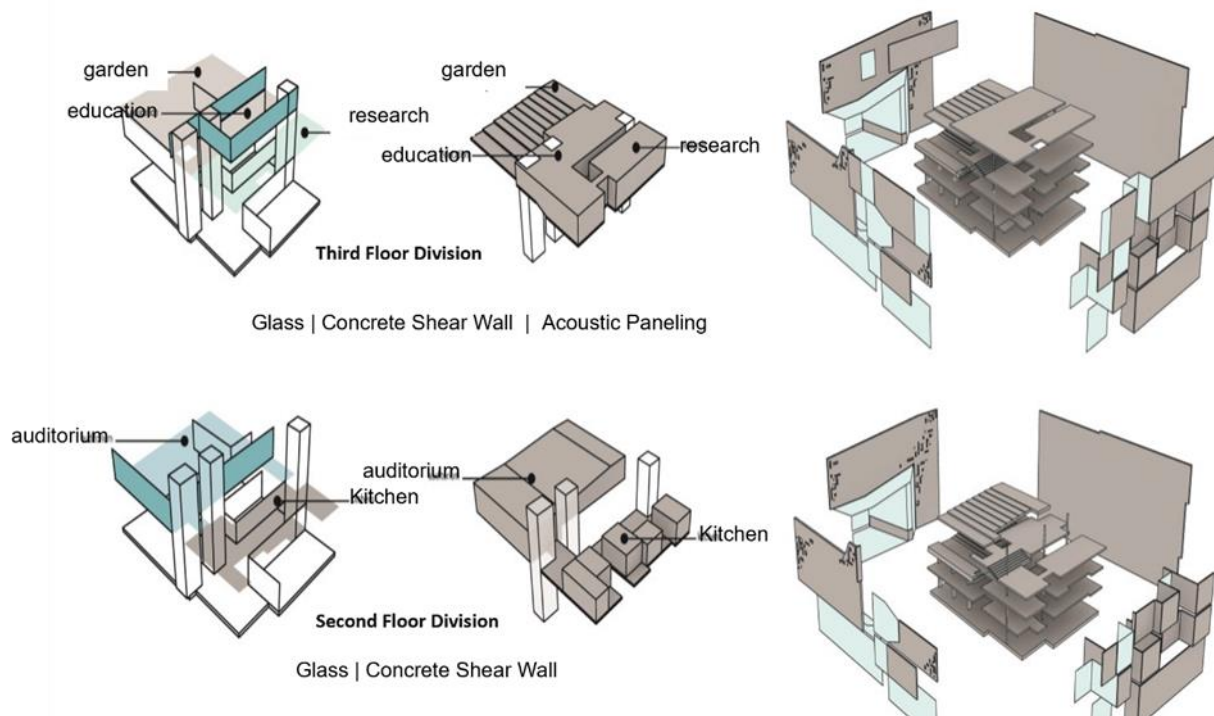 garden
education
research
garden
education
research
Third Floor Division
Glass | Concrete Shear Wall | Acoustic Paneling
auditorium
Kitchen
auditorium
Kitchen
Second Floor Division
Glass | Concrete Shear Wall